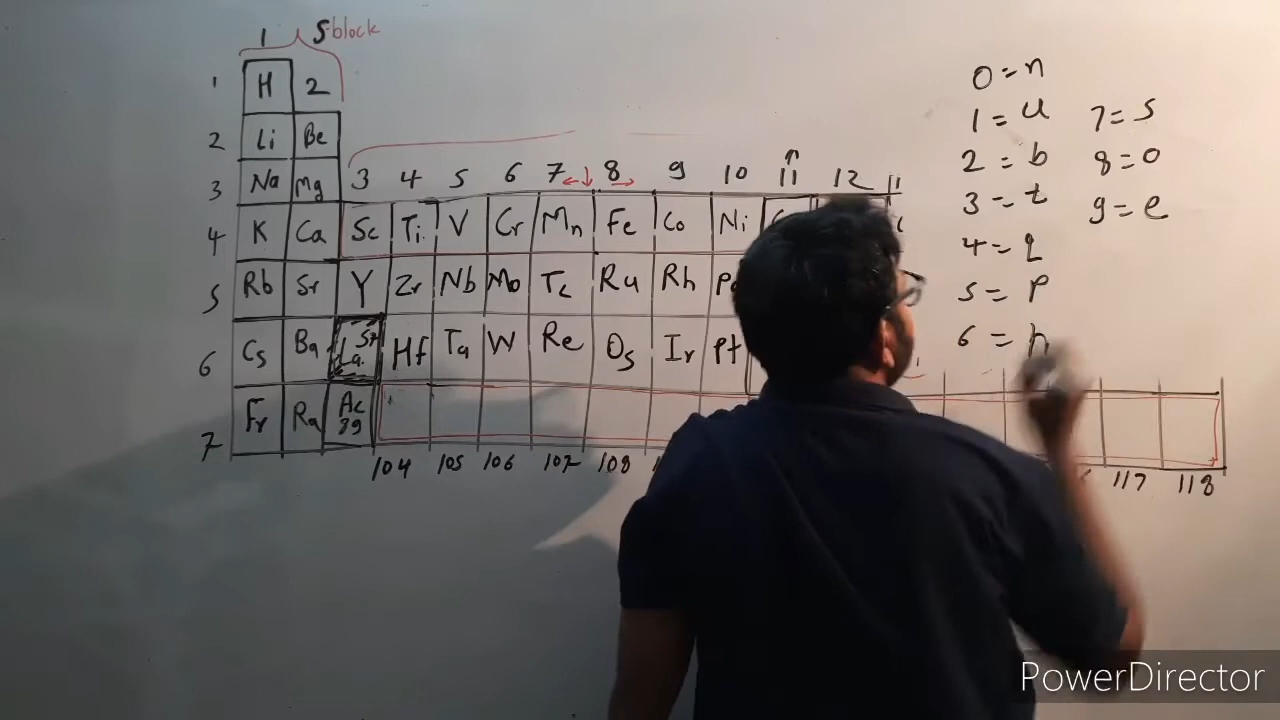 1 S-block
1 H 2
2 Li Be
3 Na Mg 3 4 5 6 7 8 9 10 11 12
4 K Ca Sc Ti V Cr Mn Fe Co Ni
5 Rb Sr Y Zr Nb Mo Tc Ru Rh
6 Cs Ba La Hf Ta W Re Os Ir Pt
7 Fr Ra Ac 89
104 105 106 107 108 117 118
0=n
1=u 7=s
2=b 8=o
3=t 9=e
4=q
5=p
6=h
PowerDirector